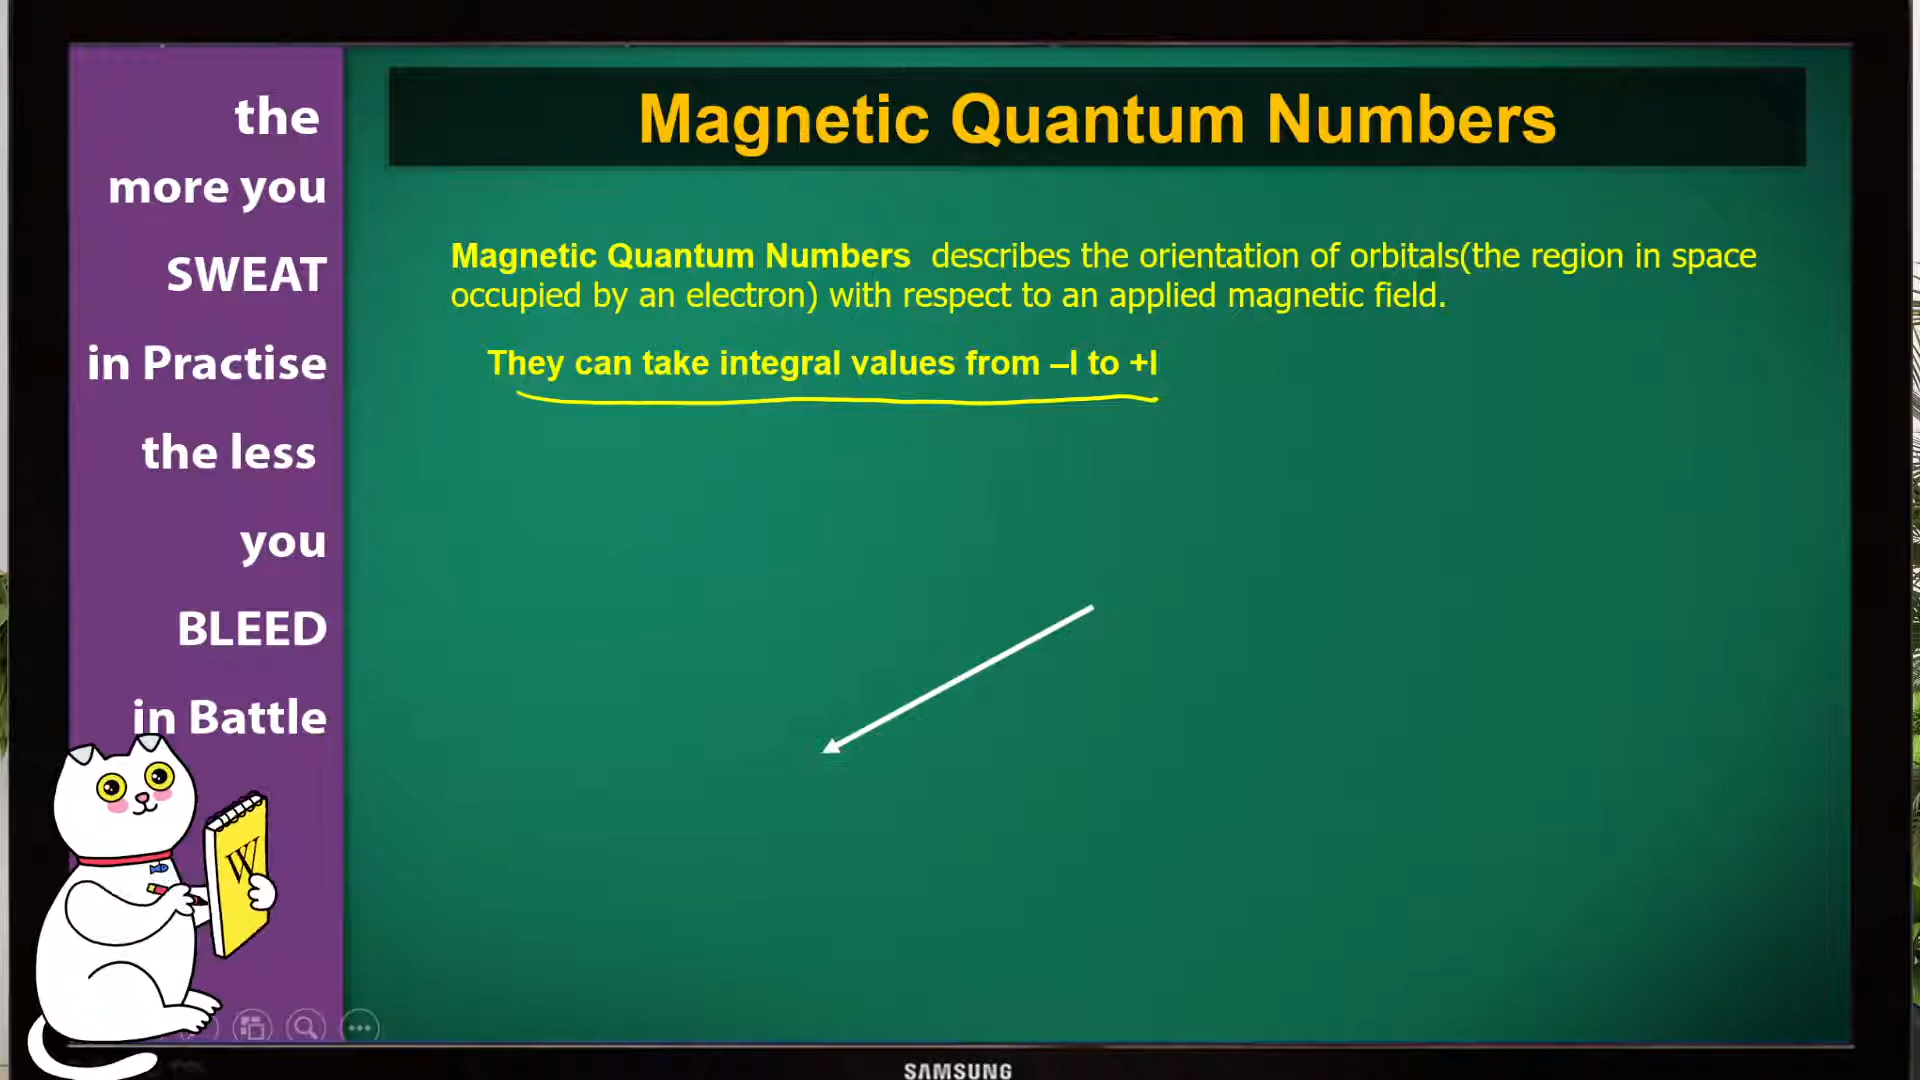 the
more you
SWEAT
in Practise
the less
you
BLEED
in Battle
Magnetic Quantum Numbers
Magnetic Quantum Numbers describes the orientation of orbitals(the region in space
occupied by an electron) with respect to an applied magnetic field.
They can take integral values from –l to +l
W
SAMSUNG